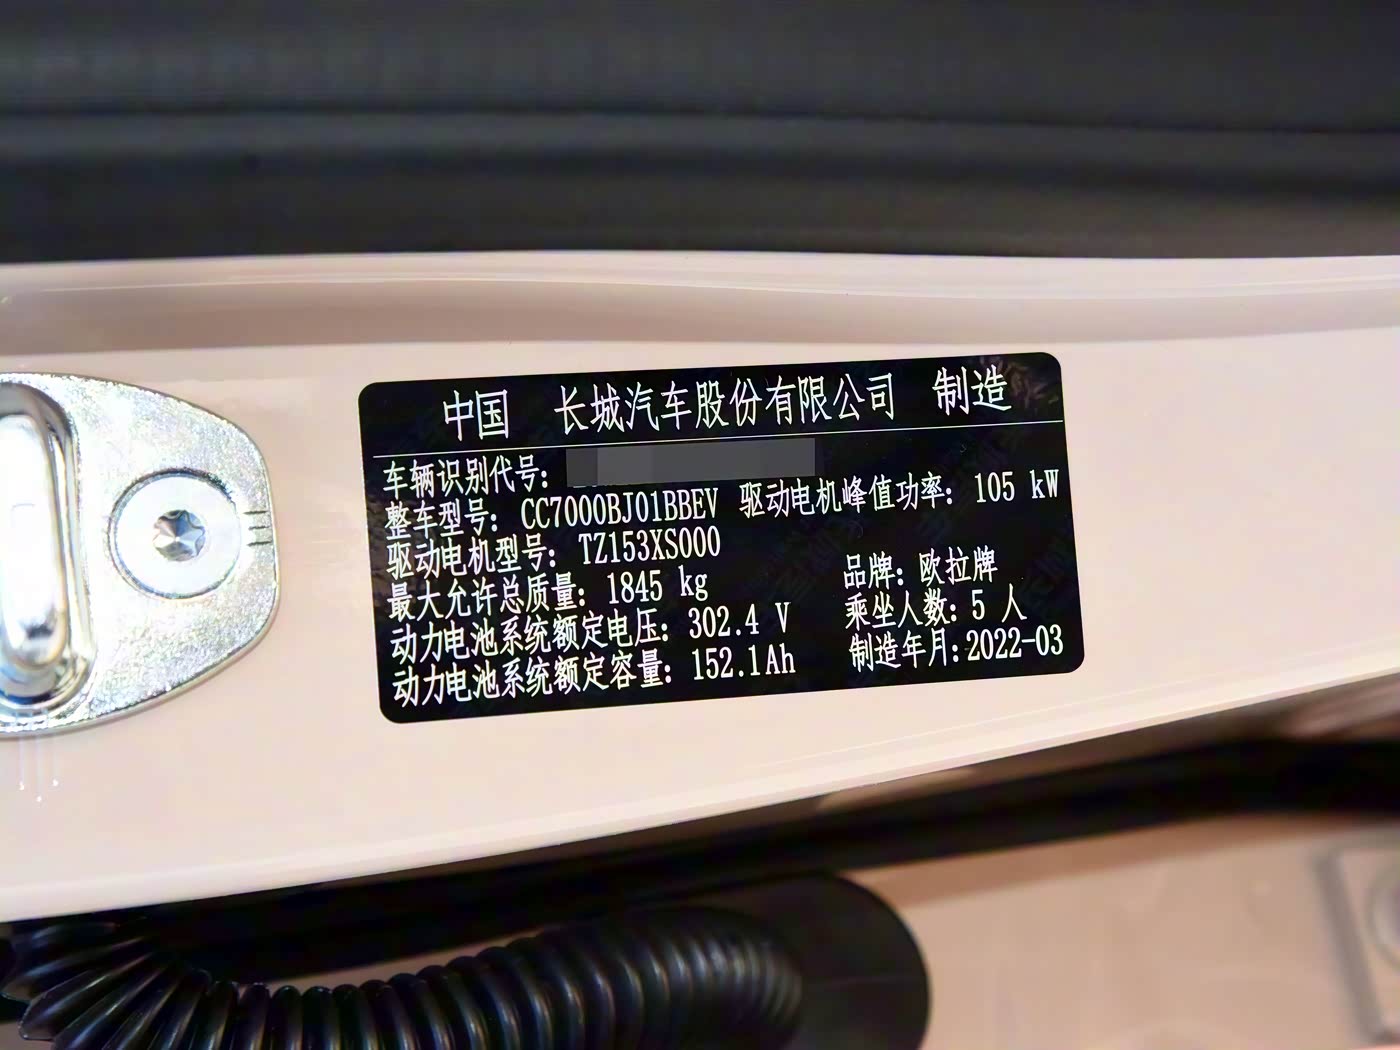 中国 长城汽车股份有限公司 制造
车辆识别代号:
整车型号: CC7000BJ01BBEV 驱动电机峰值功率: 105 kW
驱动电机型号: TZ153XS000
最大允许总质量: 1845 kg 品牌: 欧拉牌
动力电池系统额定电压: 302.4 V 乘坐人数: 5 人
动力电池系统额定容量: 152.1Ah 制造年月: 2022-03